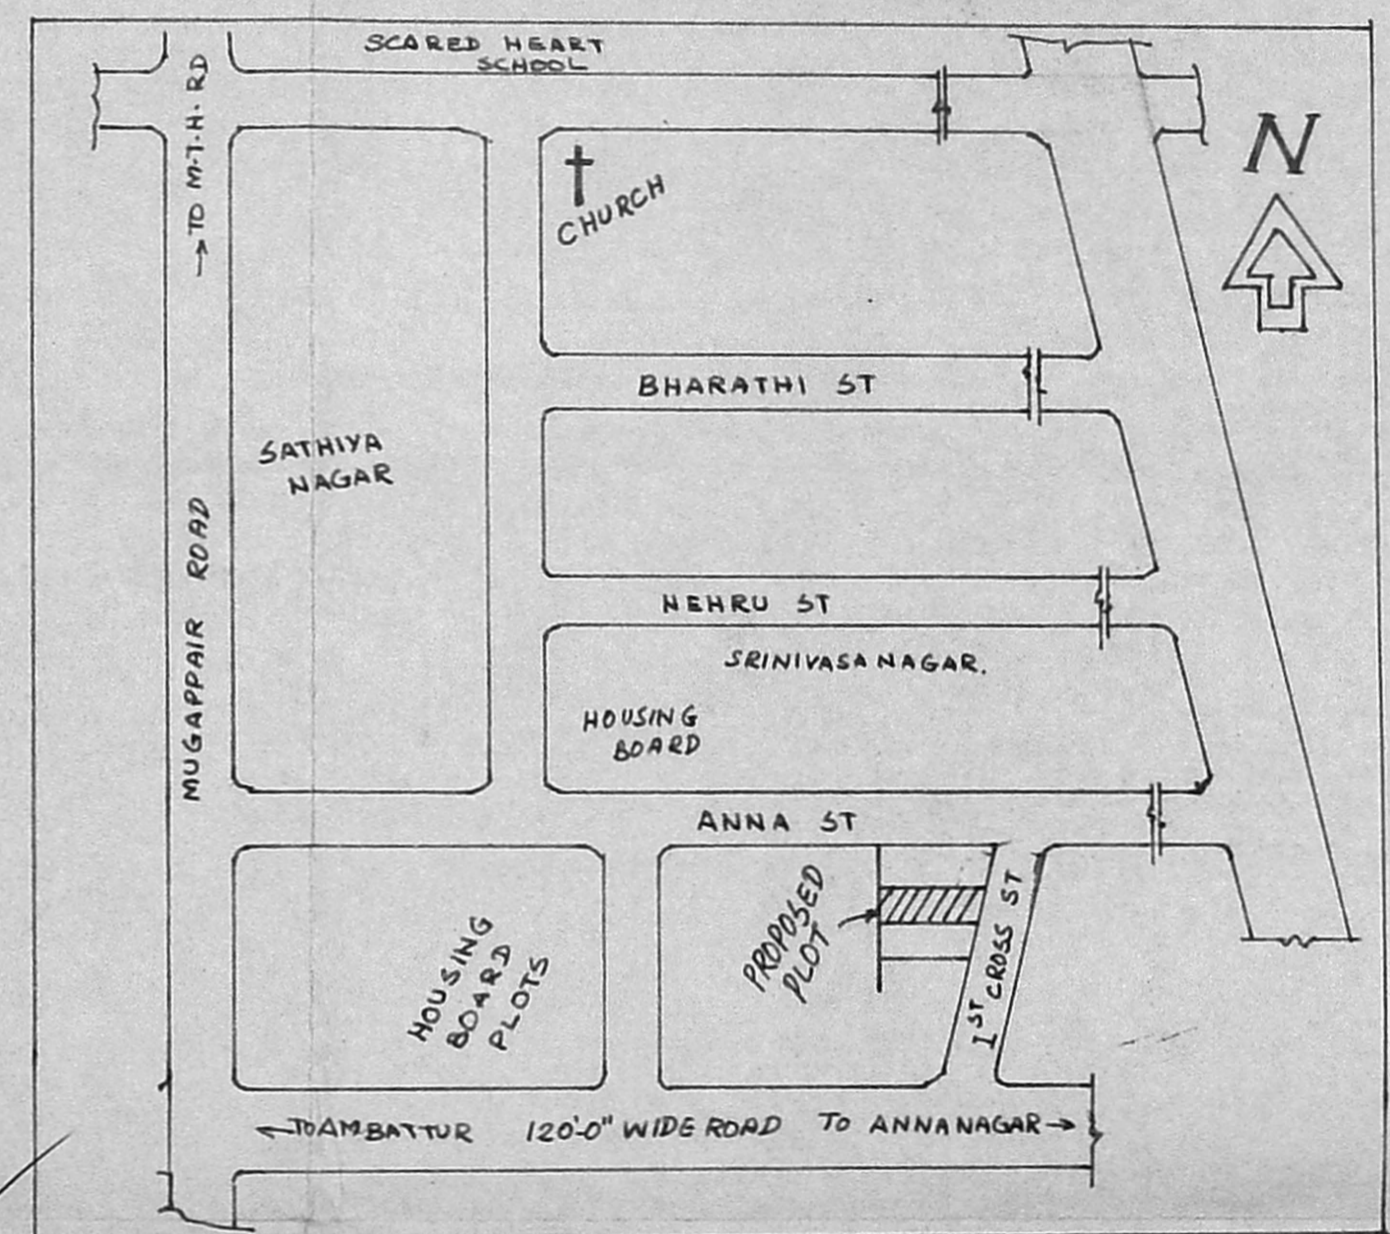 SCARED HEART
SCHOOL
→ TO M.T.H. RD
N
CHURCH
BHARATHI ST
SATHIYA
NAGAR
MUGAPPAIR ROAD
NEHRU ST
SRINIVASA NAGAR.
HOUSING
BOARD
ANNA ST
PROPOSED
PLOT
1ST CROSS ST
HOUSING
BOARD
PLOTS
←TO AMBATTUR 120'-0" WIDE ROAD TO ANNANAGAR→